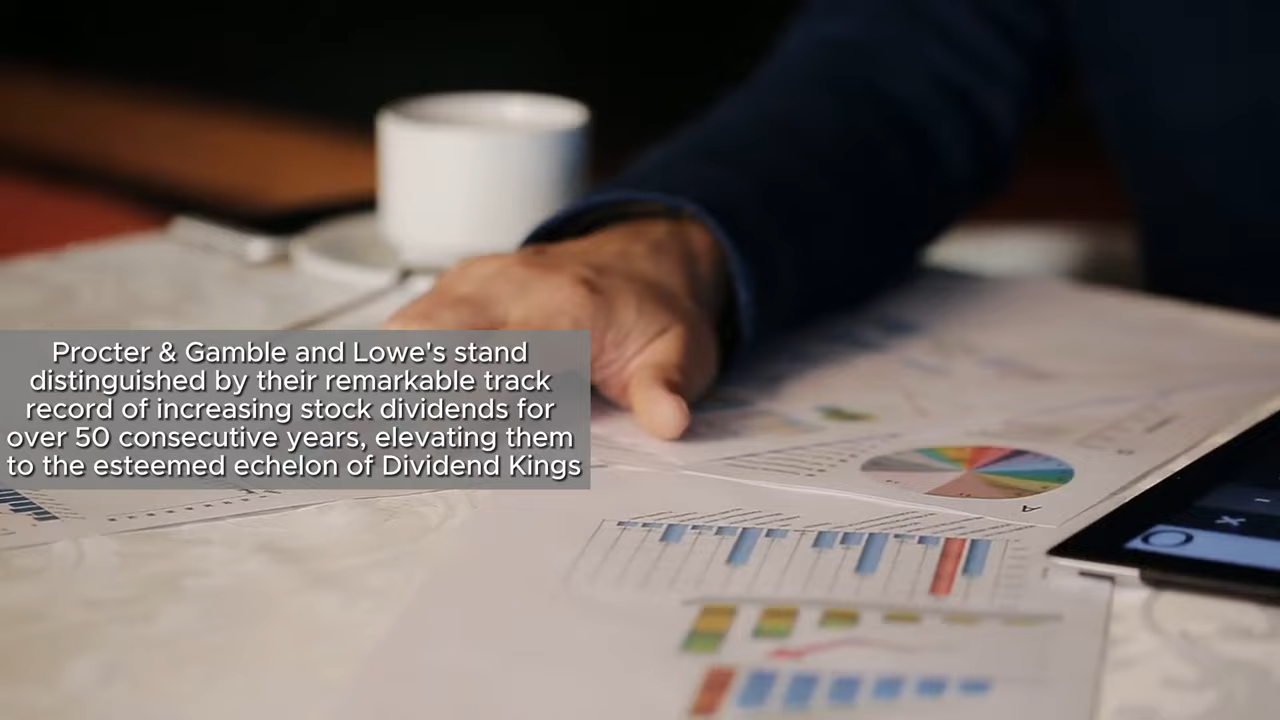 Procter & Gamble and Lowe's stand
distinguished by their remarkable track
record of increasing stock dividends for
over 50 consecutive years, elevating them
to the esteemed echelon of Dividend Kings
A